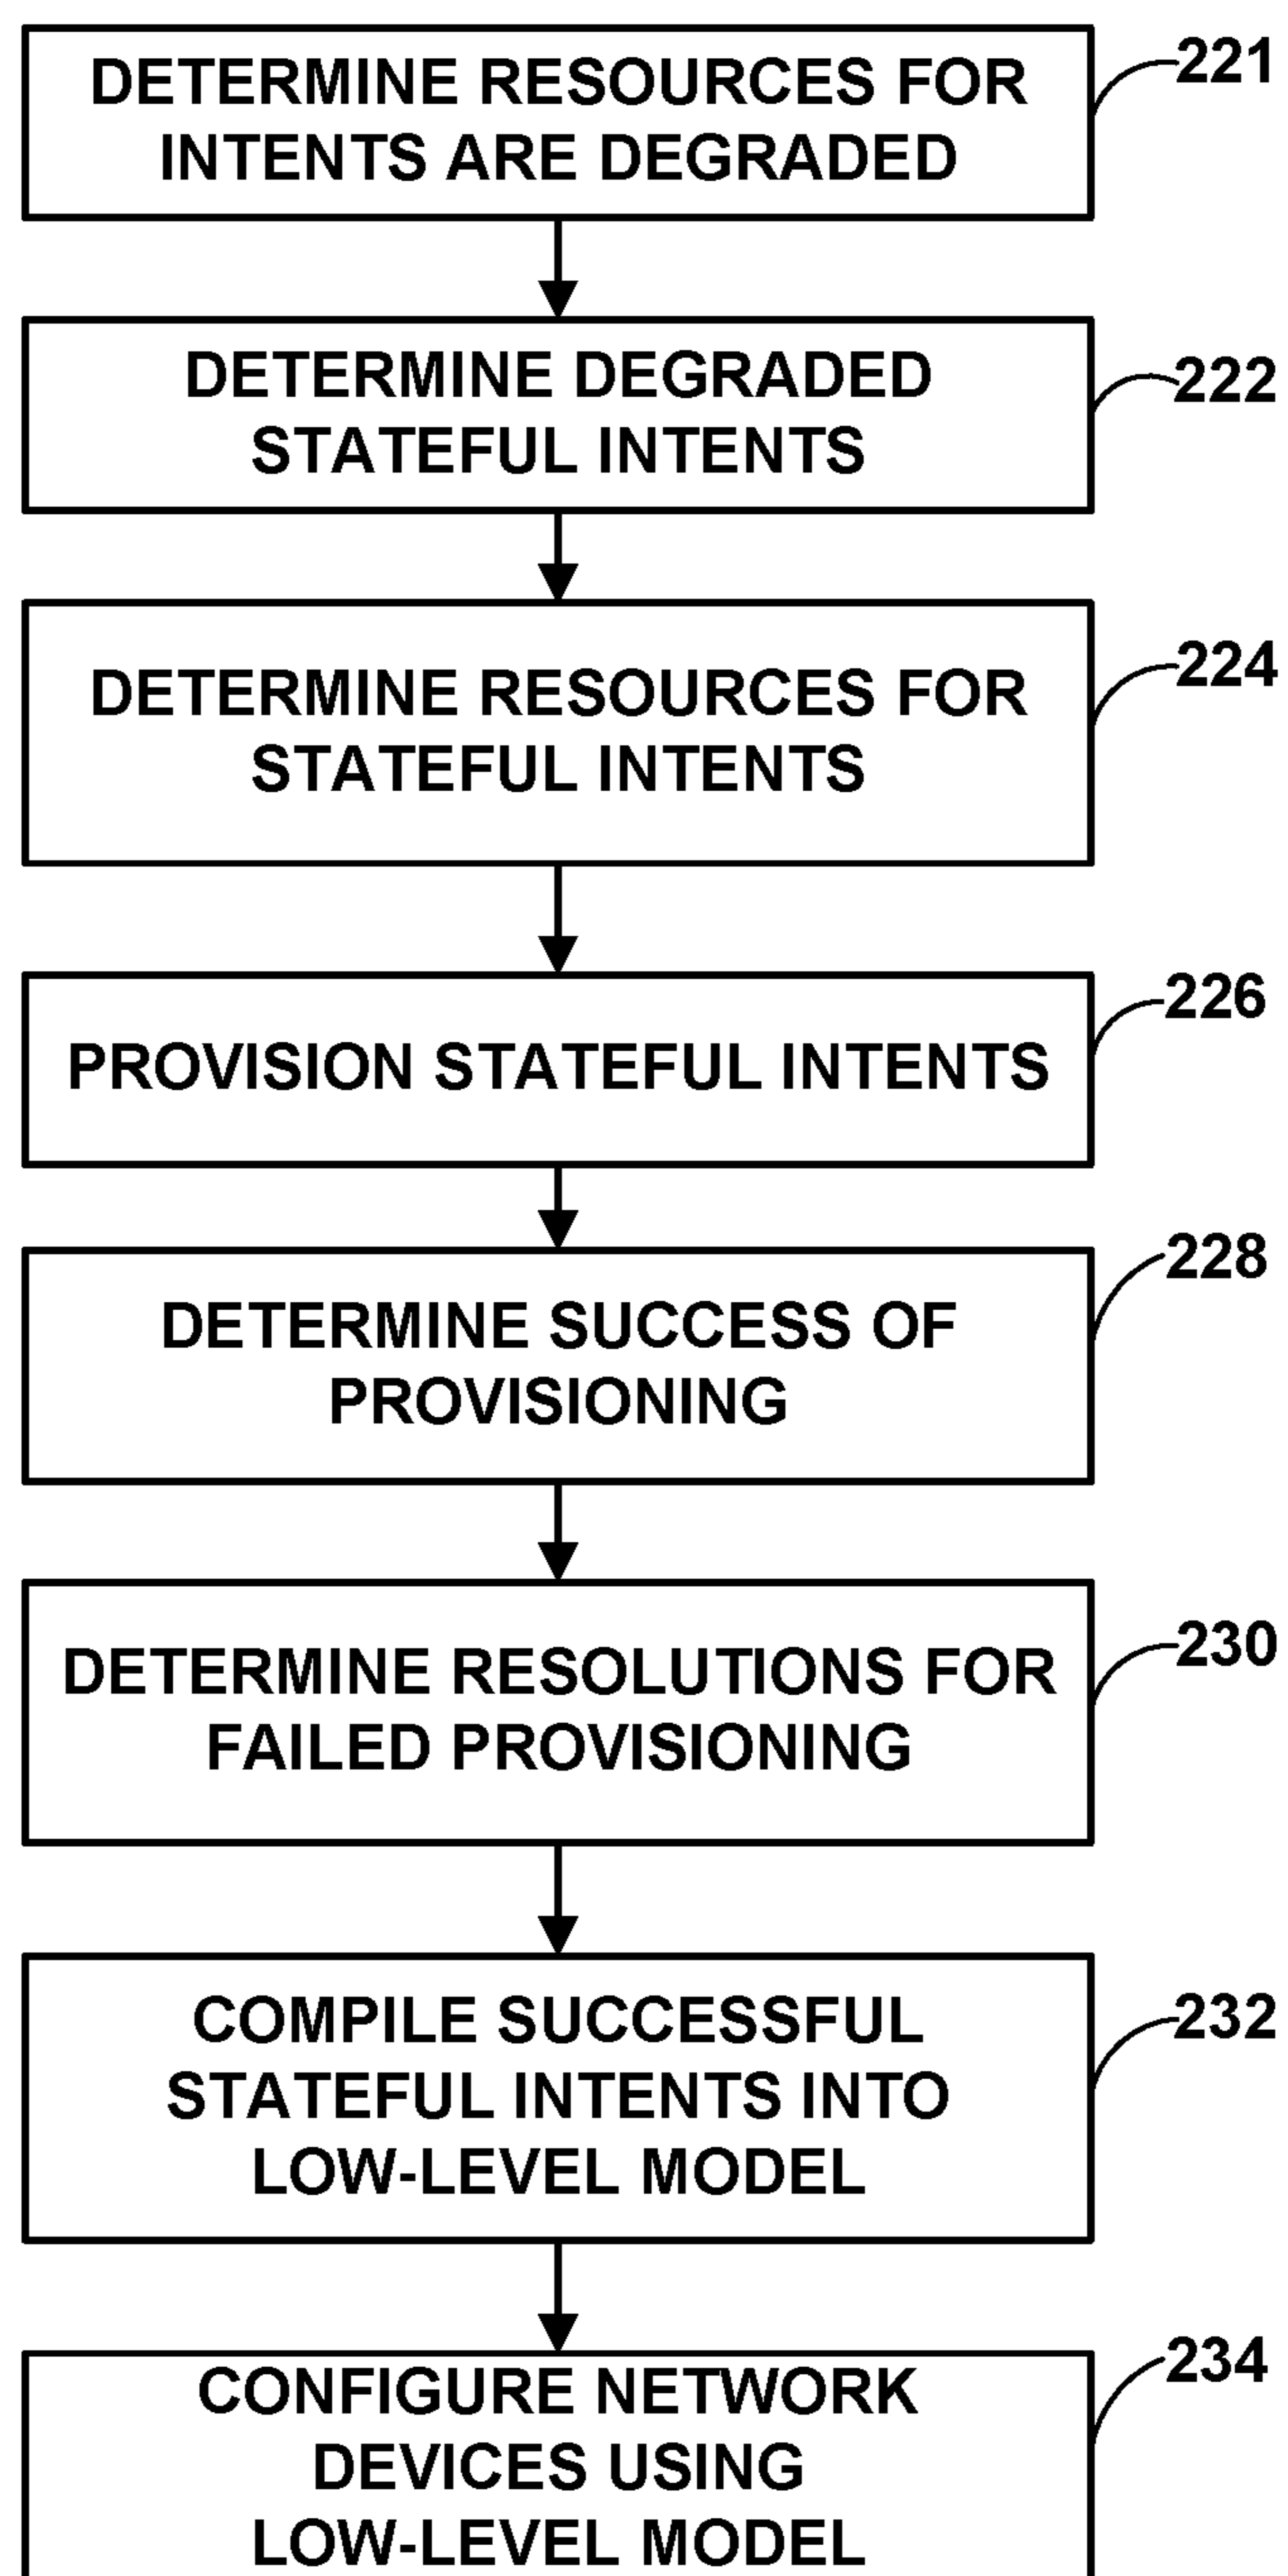 DETERMINE RESOURCES FOR
INTENTS ARE DEGRADED
221
DETERMINE DEGRADED
STATEFUL INTENTS
222
DETERMINE RESOURCES FOR
STATEFUL INTENTS
224
PROVISION STATEFUL INTENTS
226
DETERMINE SUCCESS OF
PROVISIONING
228
DETERMINE RESOLUTIONS FOR
FAILED PROVISIONING
230
COMPILE SUCCESSFUL
STATEFUL INTENTS INTO
LOW-LEVEL MODEL
232
CONFIGURE NETWORK
DEVICES USING
LOW-LEVEL MODEL
234